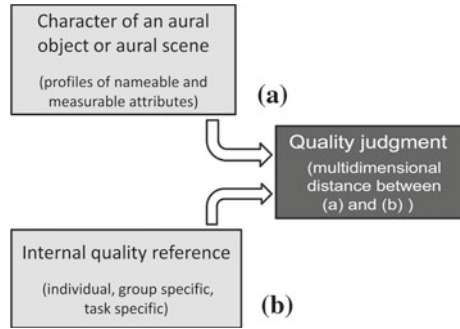 Character of an aural
object or aural scene
(profiles of nameable and
measurable attributes)
(a)
Quality judgment
(multidimensional
distance between
(a) and (b) )
Internal quality reference
(individual, group specific,
task specific)
(b)